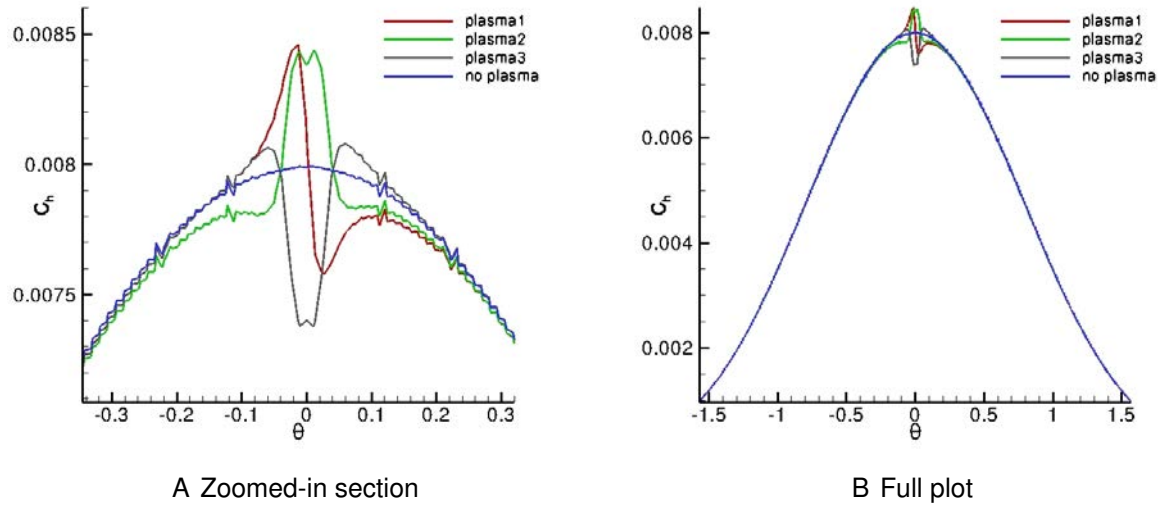 0.0085
0.008
0.0075
Ch
plasma1
plasma2
plasma3
no plasma
-0.3 -0.2 -0.1 0 0.1 0.2 0.3
θ
A Zoomed-in section
0.008
0.006
0.004
0.002
Ch
plasma1
plasma2
plasma3
no plasma
-1.5 -1 -0.5 0 0.5 1 1.5
θ
B Full plot